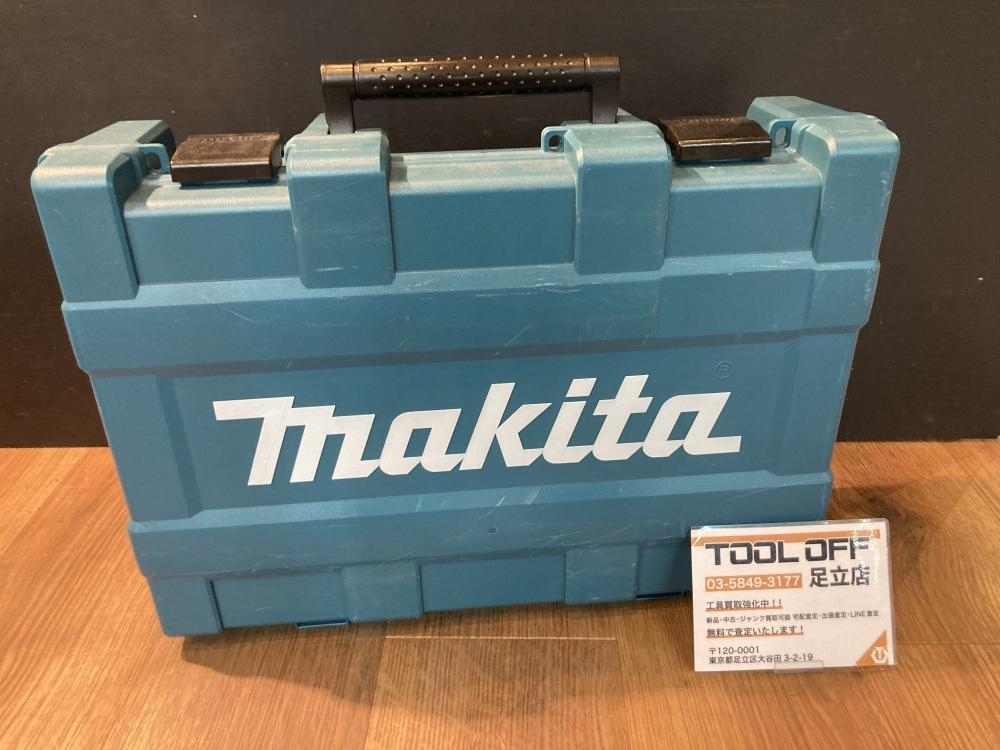 makita
®
TOOL OFF
03-5849-3177 足立店
工具買取強化中!!
新品・中古・ジャンク買取可能 宅配査定・出張査定・LINE査定
無料で査定いたします!
〒120-0001
東京都足立区大谷田 3-2-19